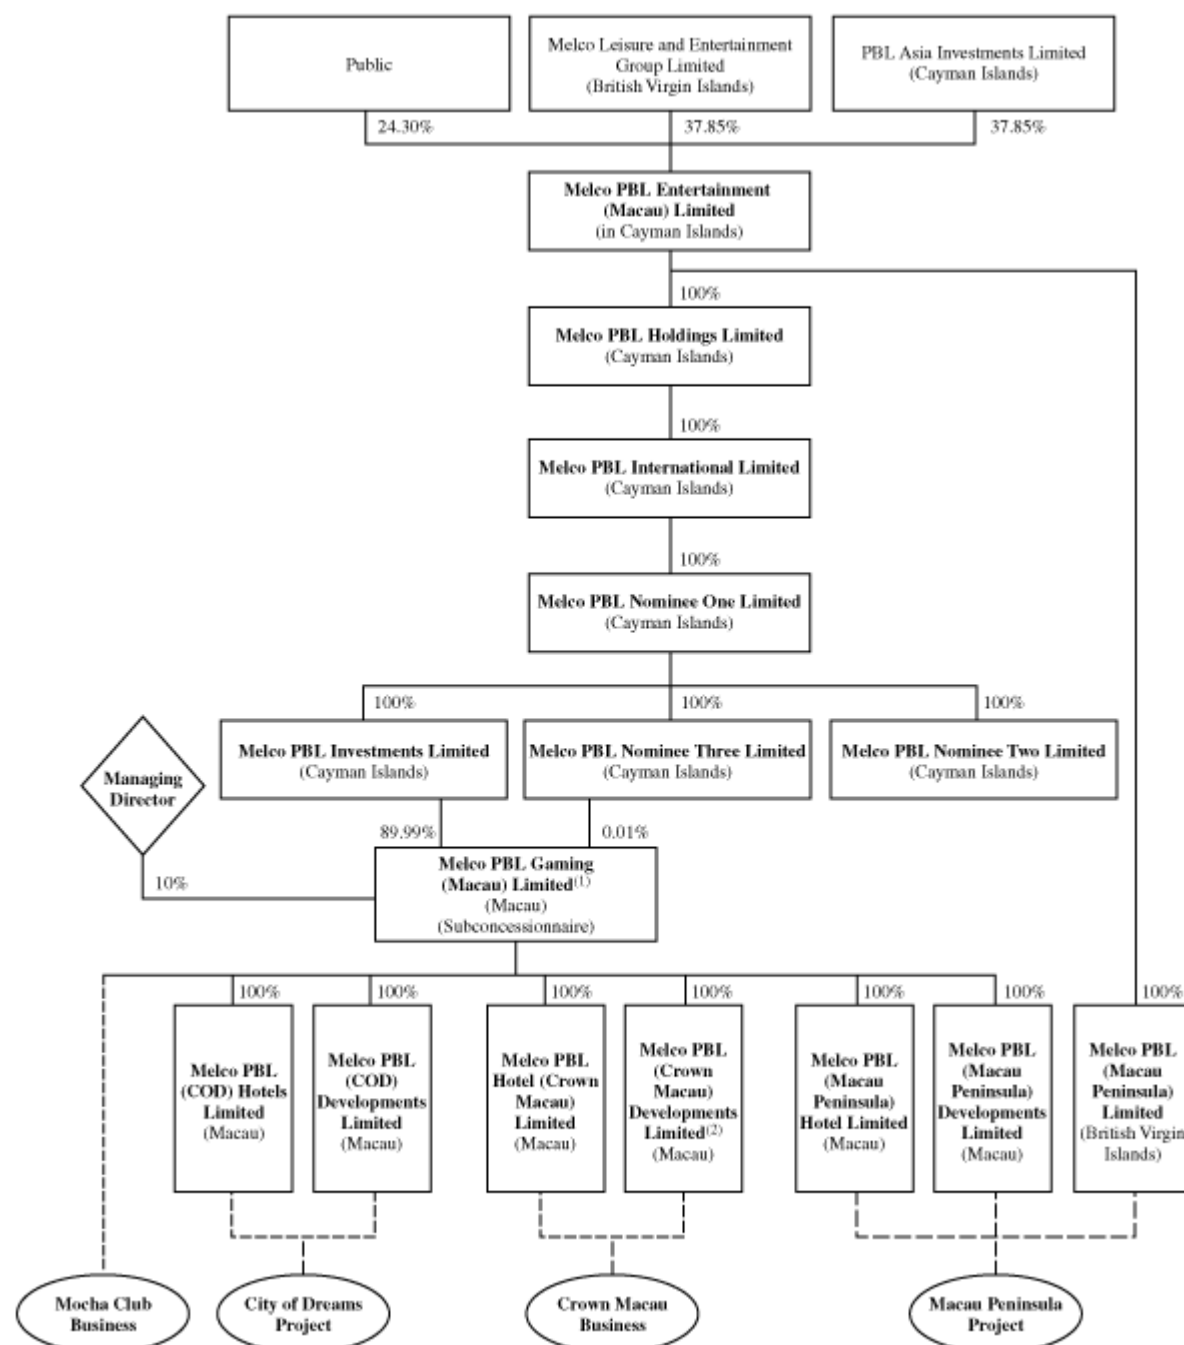 Public
Melco Leisure and Entertainment
Group Limited
(British Virgin Islands)
PBL Asia Investments Limited
(Cayman Islands)
24.30%
37.85%
37.85%
Melco PBL Entertainment
(Macau) Limited
(in Cayman Islands)
100%
Melco PBL Holdings Limited
(Cayman Islands)
100%
Melco PBL International Limited
(Cayman Islands)
100%
Melco PBL Nominee One Limited
(Cayman Islands)
100%
100%
100%
Melco PBL Investments Limited
(Cayman Islands)
Melco PBL Nominee Three Limited
(Cayman Islands)
Melco PBL Nominee Two Limited
(Cayman Islands)
Managing
Director
89.99%
0.01%
10%
Melco PBL Gaming
(Macau) Limited(1)
(Macau)
(Subconcessionnaire)
100%
100%
100%
100%
100%
100%
100%
Melco PBL
(COD) Hotels
Limited
(Macau)
Melco PBL
(COD)
Developments
Limited
(Macau)
Melco PBL
Hotel (Crown
Macau)
Limited
(Macau)
Melco PBL
(Crown
Macau)
Developments
Limited(2)
(Macau)
Melco PBL
(Macau
Peninsula)
Hotel Limited
(Macau)
Melco PBL
(Macau
Peninsula)
Developments
Limited
(Macau)
Melco PBL
(Macau
Peninsula)
Limited
(British Virgin
Islands)
Mocha Club
Business
City of Dreams
Project
Crown Macau
Business
Macau Peninsula
Project